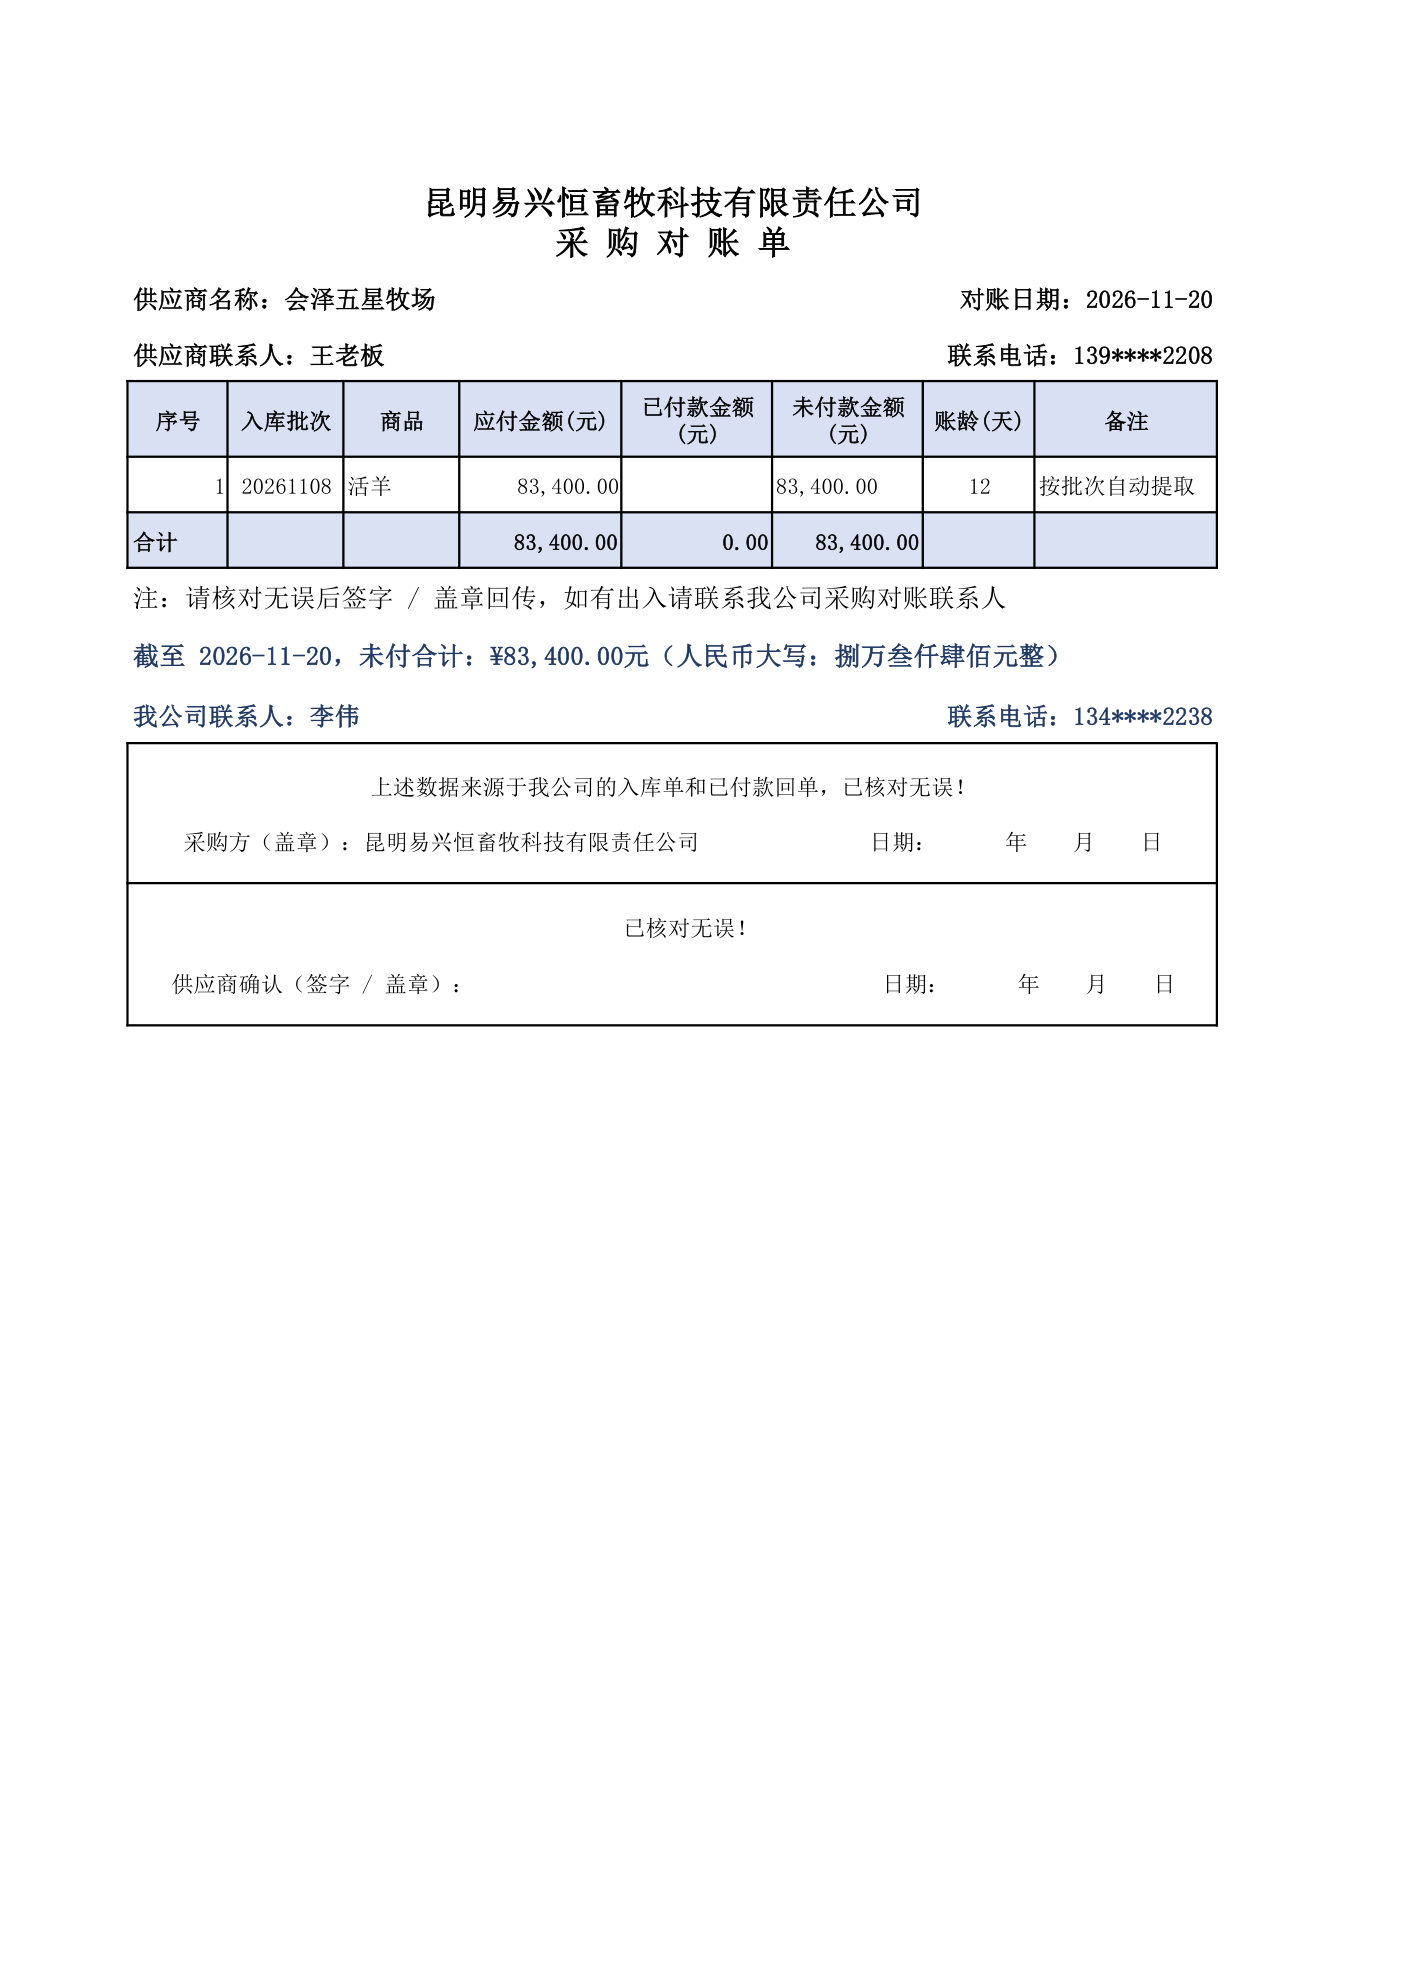 昆明易兴恒畜牧科技有限责任公司
采 购 对 账 单
供应商名称：会泽五星牧场 对账日期：2026-11-20
供应商联系人：王老板 联系电话：139****2208
序号 入库批次 商品 应付金额(元) 已付款金额(元) 未付款金额(元) 账龄(天) 备注
1 20261108 活羊 83,400.00 83,400.00 12 按批次自动提取
合计 83,400.00 0.00 83,400.00
注：请核对无误后签字 / 盖章回传，如有出入请联系我公司采购对账联系人
截至 2026-11-20，未付合计：¥83,400.00元（人民币大写：捌万叁仟肆佰元整）
我公司联系人：李伟 联系电话：134****2238
上述数据来源于我公司的入库单和已付款回单，已核对无误！
采购方（盖章）：昆明易兴恒畜牧科技有限责任公司 日期： 年 月 日
已核对无误！
供应商确认（签字 / 盖章）： 日期： 年 月 日